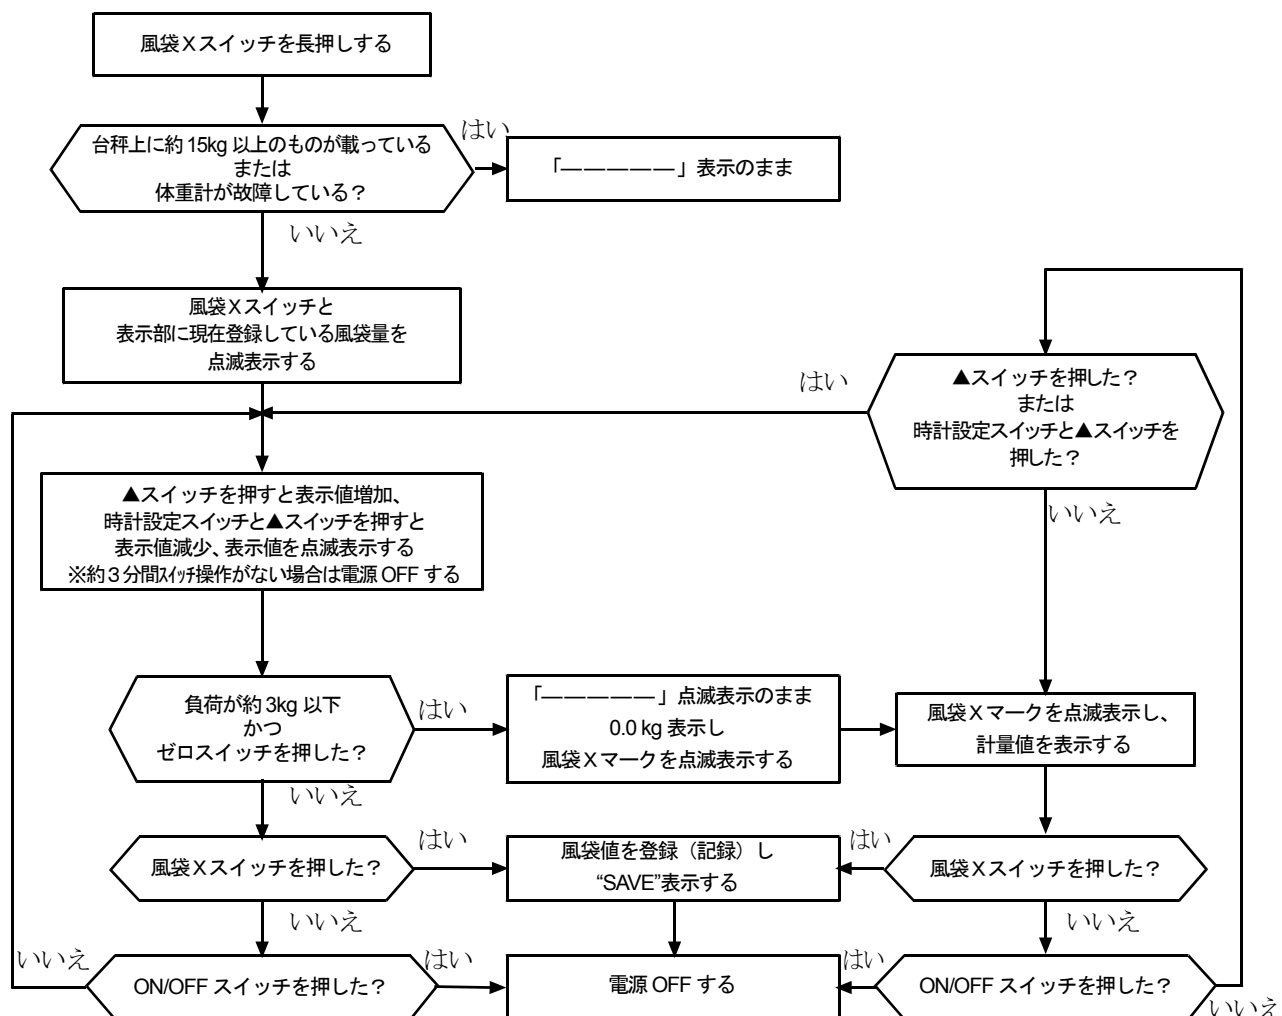 風袋Xスイッチを長押しする
台秤上に約15kg 以上のものが載っている
または
体重計が故障している？
はい
「—————」表示のまま
いいえ
風袋Xスイッチと
表示部に現在登録している風袋量を
点滅表示する
はい
▲スイッチを押した？
または
時計設定スイッチと▲スイッチを
押した？
いいえ
▲スイッチを押すと表示値増加、
時計設定スイッチと▲スイッチを押すと
表示値減少、表示値を点滅表示する
※約３分間ｽｲｯﾁ操作がない場合は電源 OFF する
負荷が約3kg 以下
かつ
ゼロスイッチを押した？
はい
「—————」点滅表示のまま
0.0 kg 表示し
風袋Xマークを点滅表示する
風袋Xマークを点滅表示し、
計量値を表示する
いいえ
風袋Xスイッチを押した？
はい
風袋値を登録（記録）し
“SAVE”表示する
はい
風袋Xスイッチを押した？
いいえ
いいえ
いいえ
ON/OFF スイッチを押した？
はい
電源 OFF する
はい
ON/OFF スイッチを押した？
いいえ